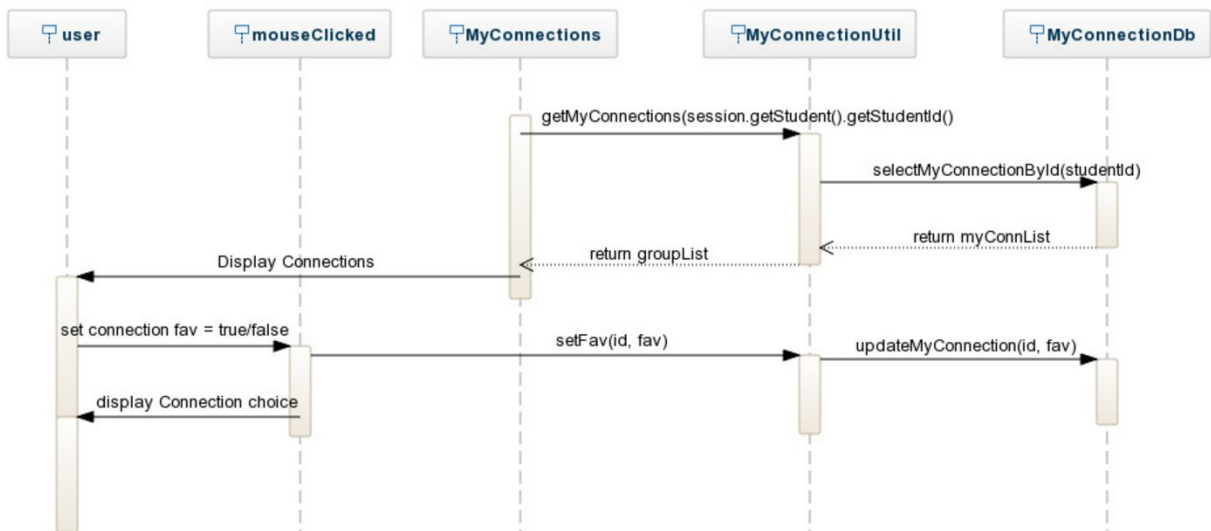 user
mouseClicked
MyConnections
MyConnectionUtil
MyConnectionDb
getMyConnections(session.getStudent().getStudentId()
selectMyConnectionById(studentId)
return myConnList
return groupList
Display Connections
set connection fav = true/false
setFav(id, fav)
updateMyConnection(id, fav)
display Connection choice